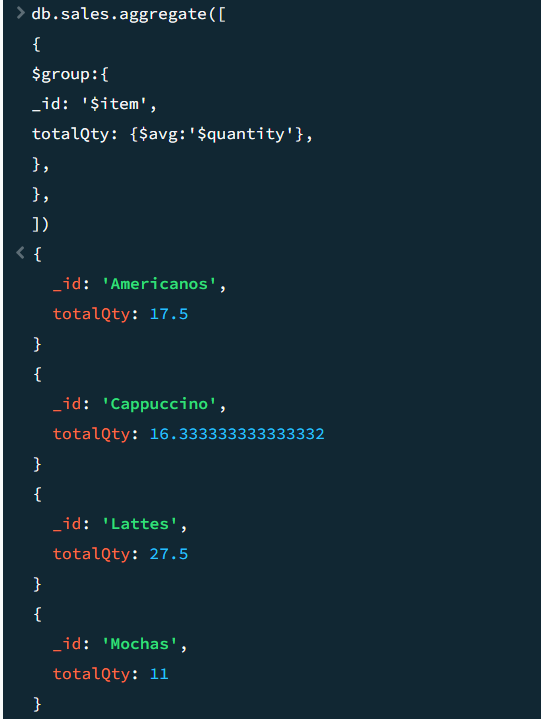 > db.sales.aggregate([
{
$group:{
_id: '$item',
totalQty: {$avg:'$quantity'},
},
},
])
< {
_id: 'Americanos',
totalQty: 17.5
}
{
_id: 'Cappuccino',
totalQty: 16.333333333333332
}
{
_id: 'Lattes',
totalQty: 27.5
}
{
_id: 'Mochas',
totalQty: 11
}